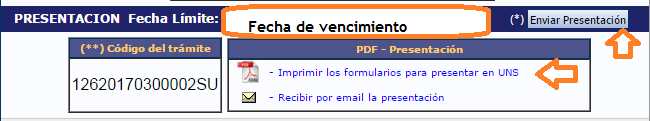 PRESENTACION Fecha Límite: Fecha de vencimiento (*) Enviar Presentación
(**) Código del trámite
12620170300002SU
PDF - Presentación
PDF
- Imprimir los formularios para presentar en UNS
- Recibir por email la presentación